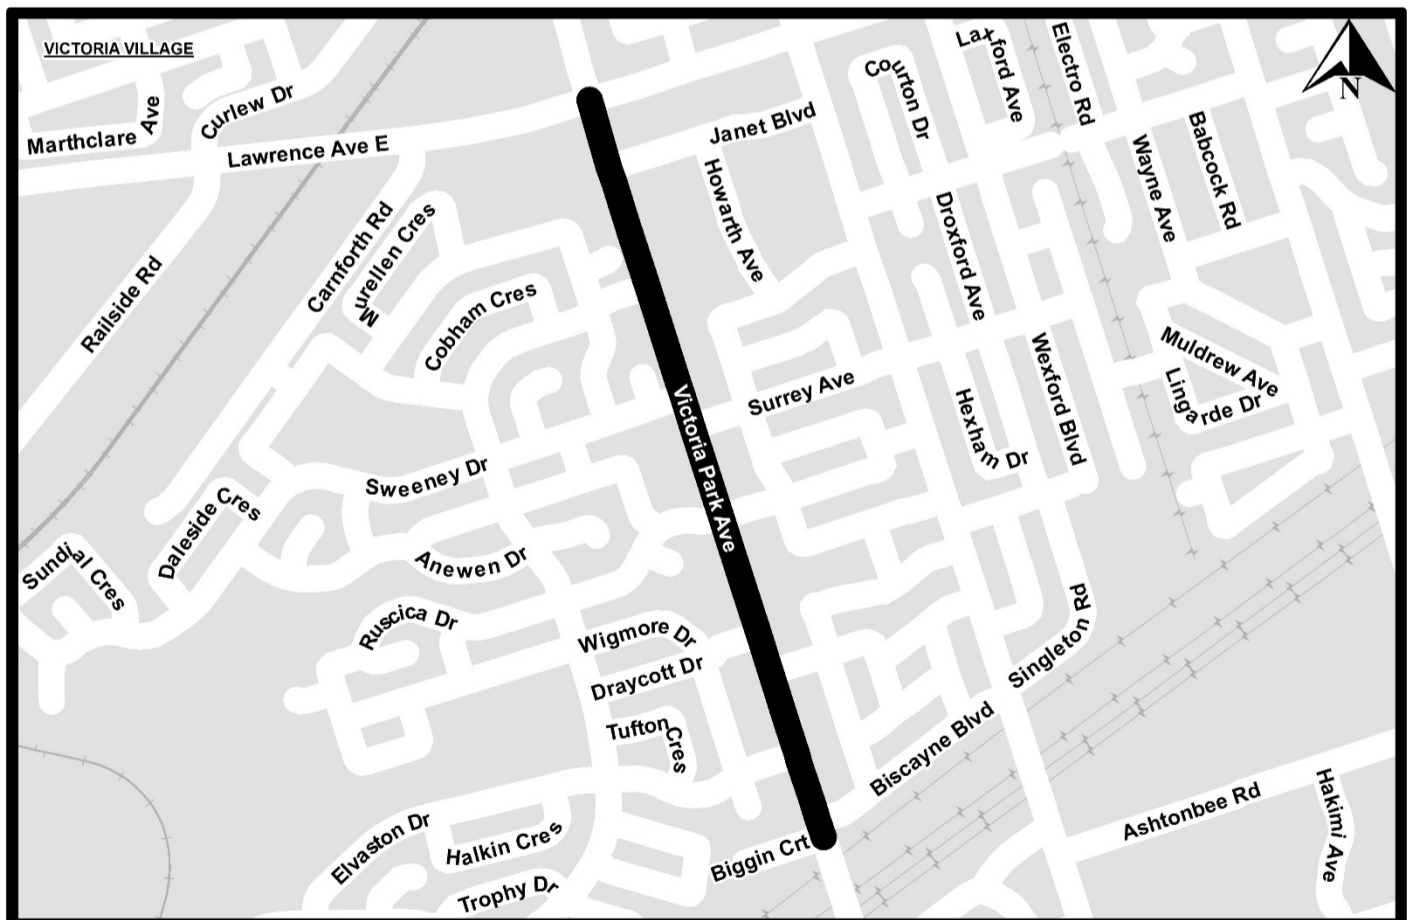 VICTORIA VILLAGE
N
Marthclare Ave
Curlew Dr
Lawrence Ave E
Railside Rd
Carnforth Rd
Murellen Cres
Cobham Cres
Janet Blvd
Howarth Ave
Courton Dr
Laxford Ave
Electro Rd
Wayne Ave
Babcock Rd
Droxford Ave
Surrey Ave
Victoria Park Ave
Hexham Dr
Wexford Blvd
Muldrew Ave
Lingarde Dr
Sweeney Dr
Daleside Cres
Anewen Dr
Sundial Cres
Ruscica Dr
Wigmore Dr
Draycott Dr
Tufton Cres
Singleton Rd
Biscayne Blvd
Elvaston Dr
Halkin Cres
Trophy Dr
Biggin Crt
Ashtonbee Rd
Hakimi Ave